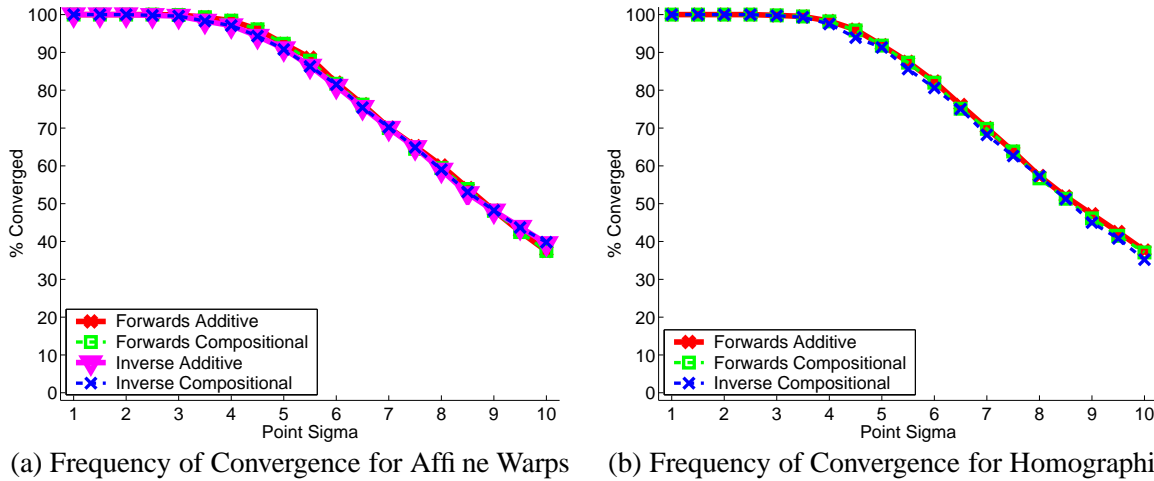 100
90
80
70
60
50
40
30
20
10
0
% Converged
Forwards Additive
Forwards Compositional
Inverse Additive
Inverse Compositional
1 2 3 4 5 6 7 8 9 10
Point Sigma
(a) Frequency of Convergence for Affine Warps
100
90
80
70
60
50
40
30
20
10
0
% Converged
Forwards Additive
Forwards Compositional
Inverse Compositional
1 2 3 4 5 6 7 8 9 10
Point Sigma
(b) Frequency of Convergence for Homographi